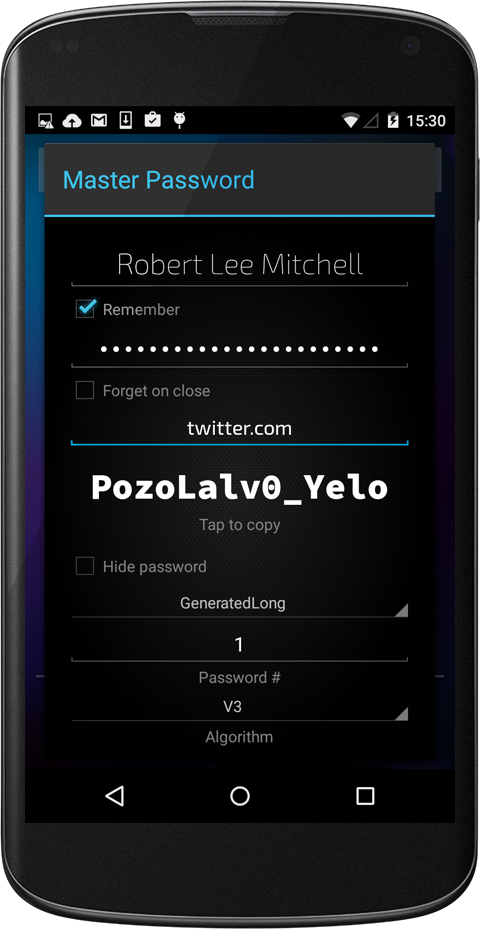 15:30
Master Password
Robert Lee Mitchell
Remember
•••••••••••••••••••••••
Forget on close
twitter.com
PozoLalv0_Yelo
Tap to copy
Hide password
GeneratedLong
1
Password #
V3
Algorithm